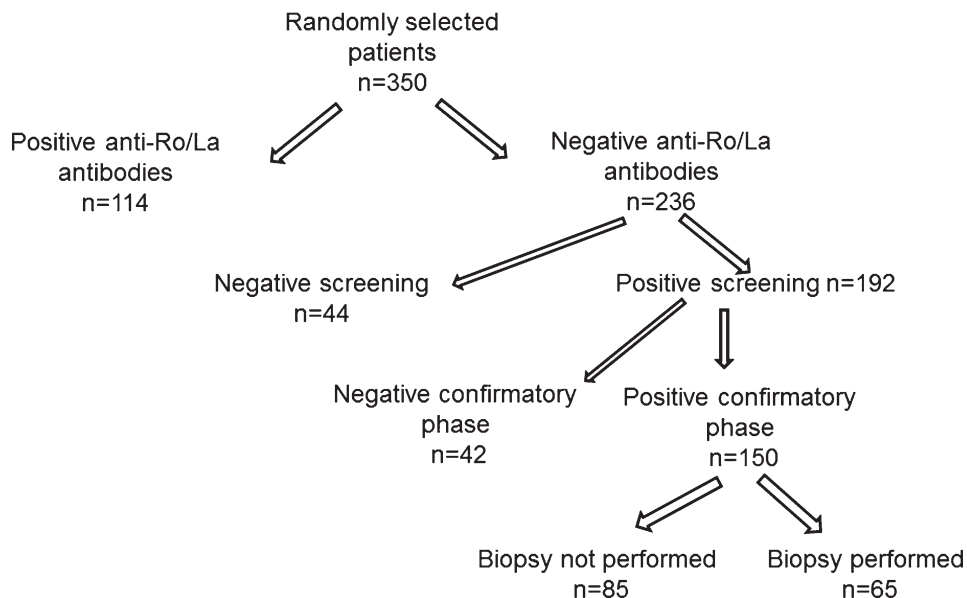 Randomly selected
patients
n=350
Positive anti-Ro/La
antibodies
n=114
Negative anti-Ro/La
antibodies
n=236
Negative screening
n=44
Positive screening n=192
Negative confirmatory
phase
n=42
Positive confirmatory
phase
n=150
Biopsy not performed
n=85
Biopsy performed
n=65